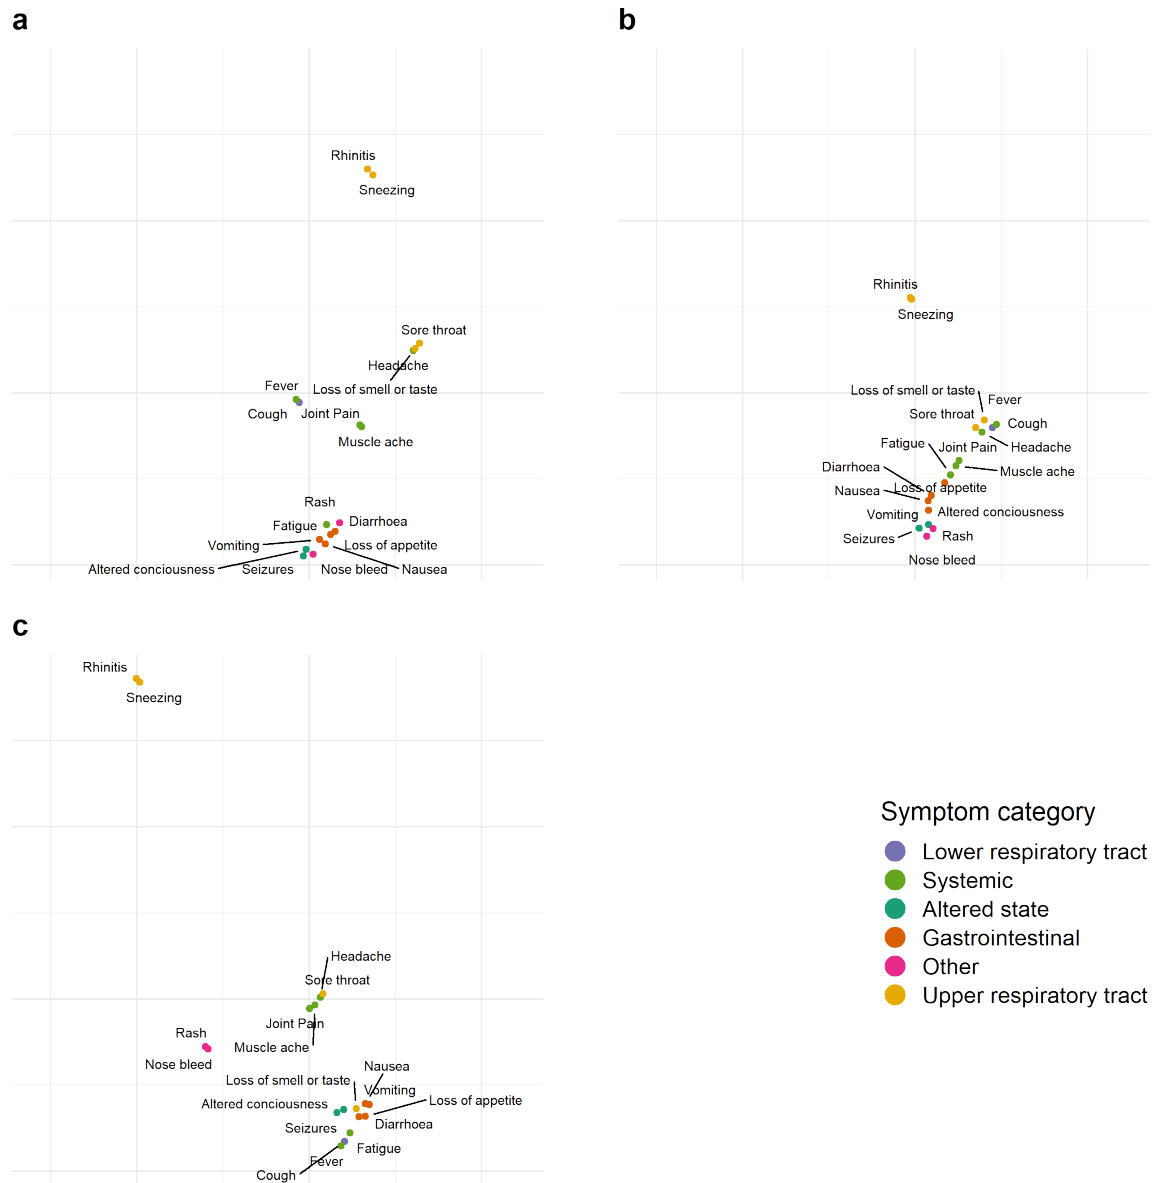 a
Rhinitis
Sneezing
Sore throat
Headache
Loss of smell or taste
Fever
Cough
Joint Pain
Muscle ache
Rash
Fatigue
Diarrhoea
Vomiting
Loss of appetite
Altered conciousness
Seizures
Nose bleed
Nausea
b
Rhinitis
Sneezing
Loss of smell or taste
Fever
Sore throat
Cough
Fatigue
Joint Pain
Headache
Diarrhoea
Muscle ache
Nausea
Loss of appetite
Vomiting
Altered conciousness
Seizures
Rash
Nose bleed
c
Rhinitis
Sneezing
Headache
Sore throat
Joint Pain
Rash
Muscle ache
Nose bleed
Nausea
Loss of smell or taste
Vomiting
Altered conciousness
Loss of appetite
Seizures
Diarrhoea
Fatigue
Fever
Cough
Symptom category
Lower respiratory tract
Systemic
Altered state
Gastrointestinal
Other
Upper respiratory tract